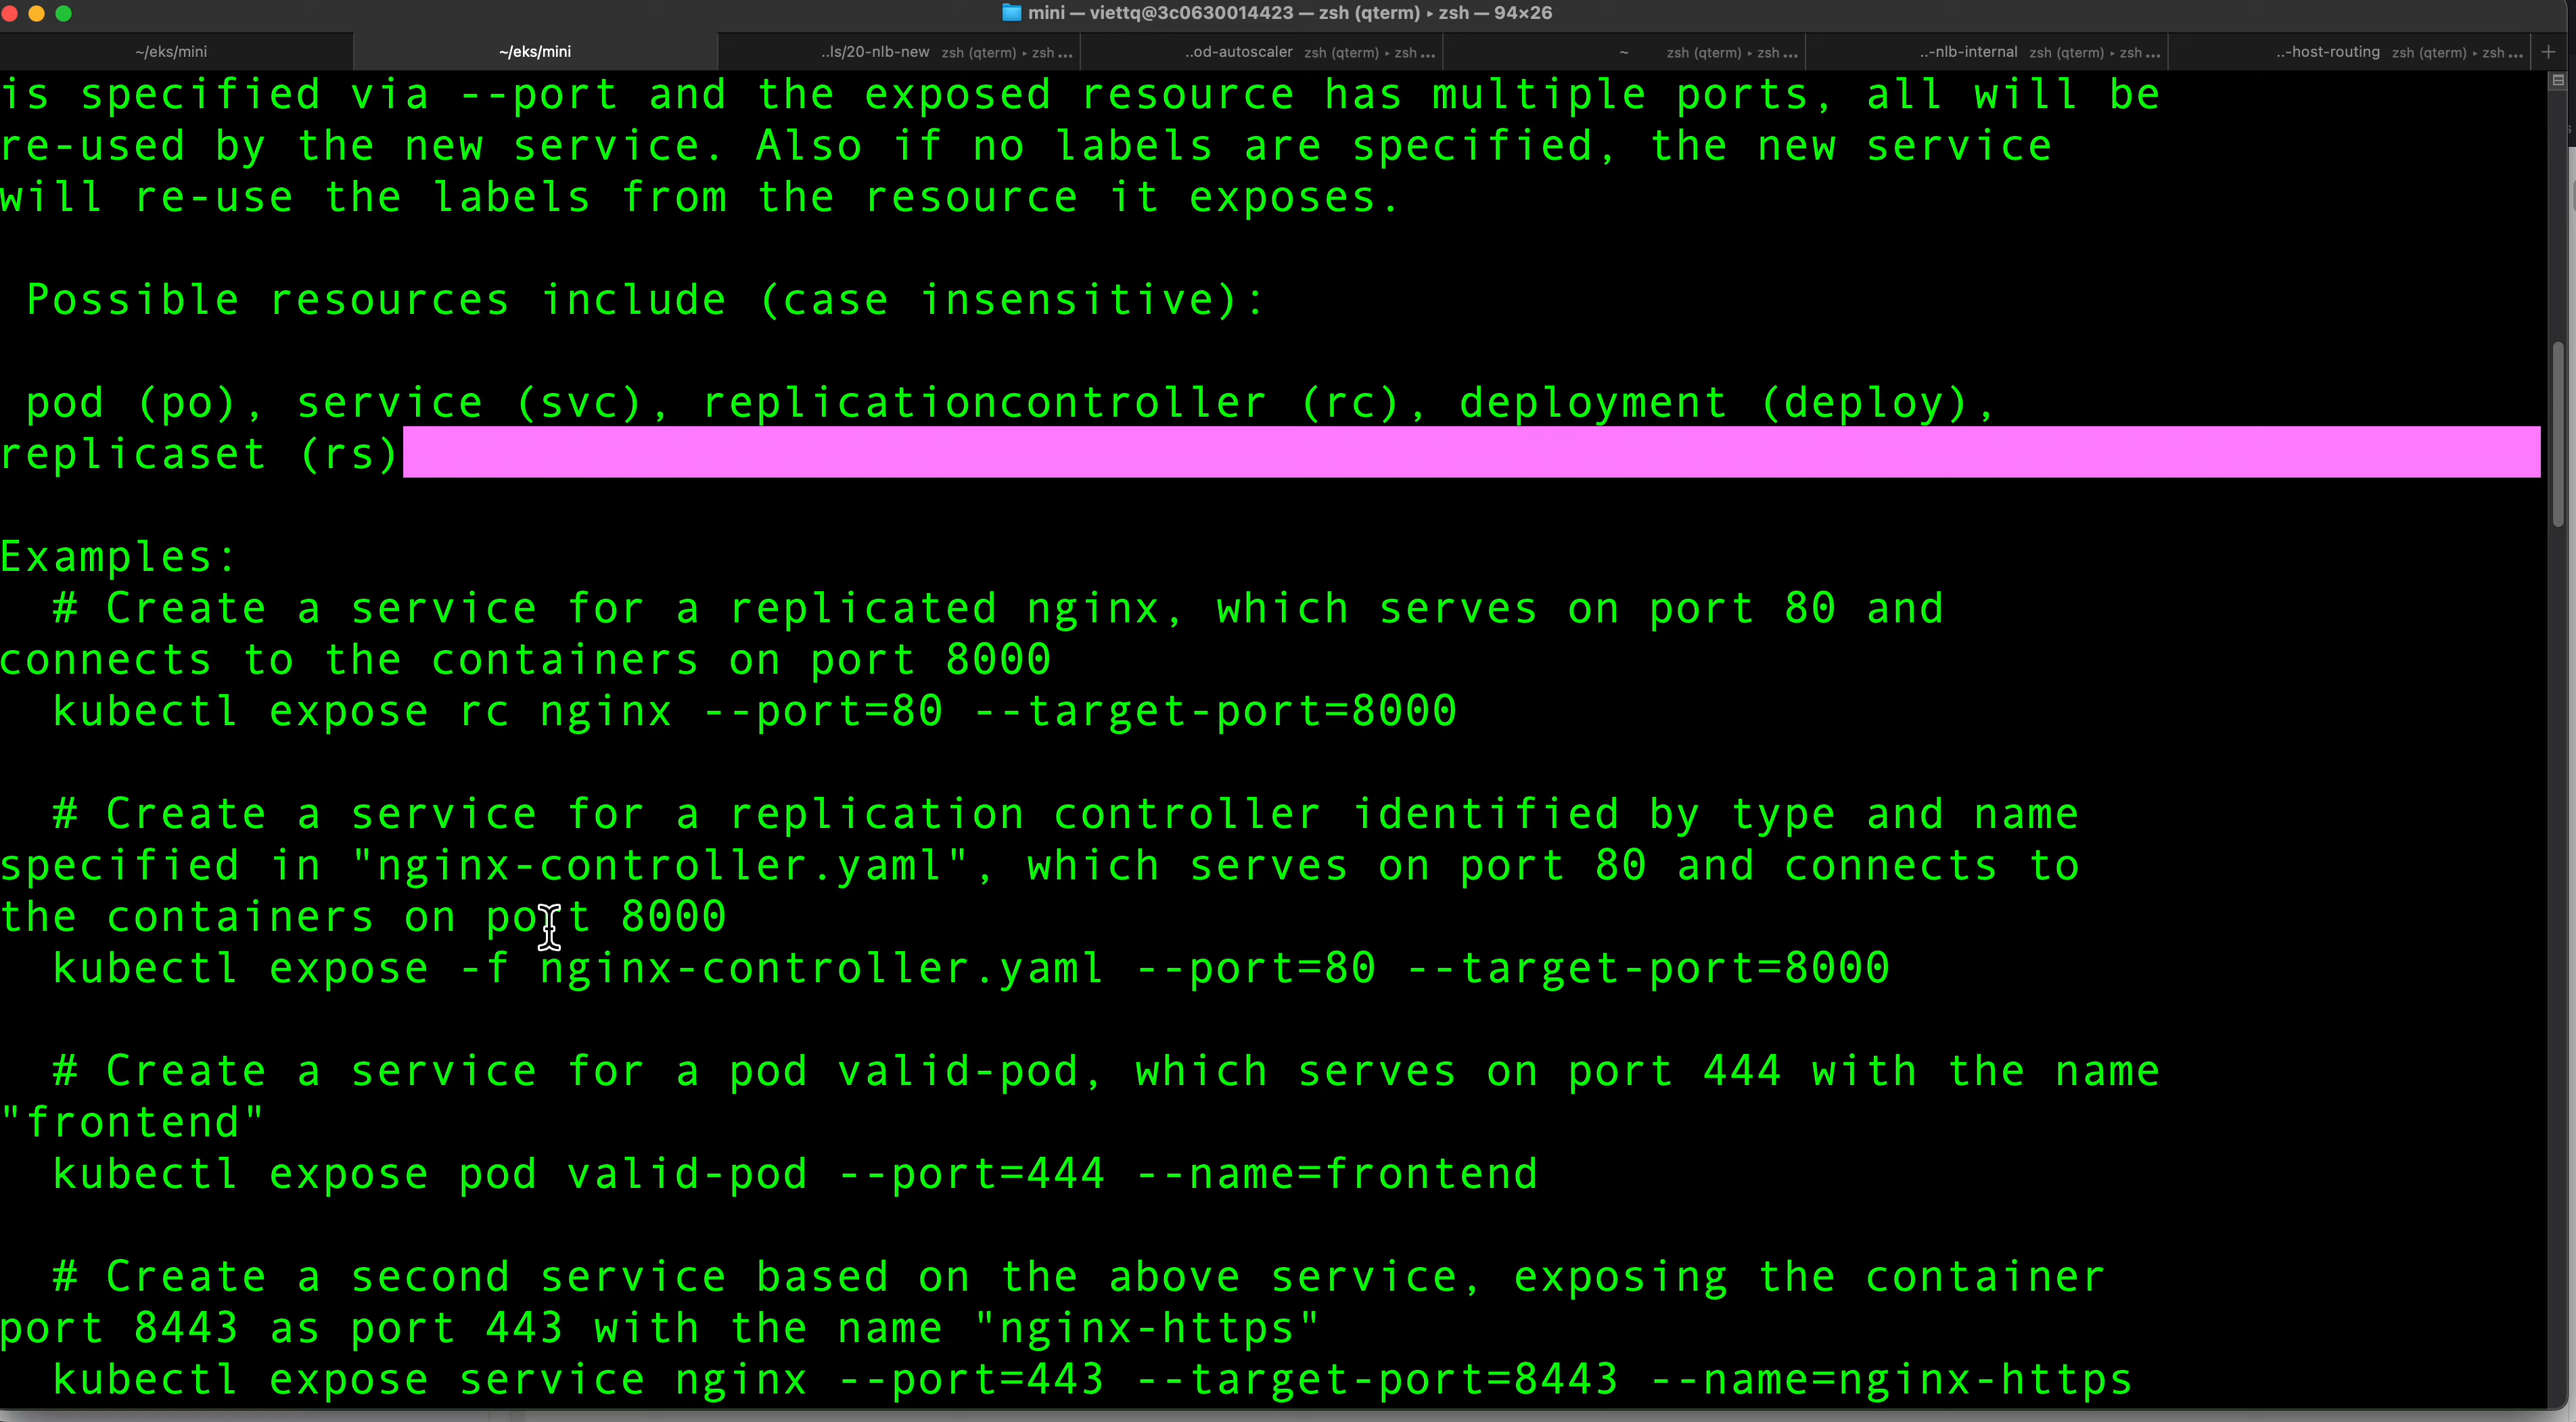 mini — viettq@3c0630014423 — zsh (qterm) ▸ zsh — 94×26
~/eks/mini
~/eks/mini
..ls/20-nlb-new zsh (qterm) ▸ zsh ...
..od-autoscaler zsh (qterm) ▸ zsh ...
~ zsh (qterm) ▸ zsh ...
..-nlb-internal zsh (qterm) ▸ zsh ...
..-host-routing zsh (qterm) ▸ zsh ...
is specified via --port and the exposed resource has multiple ports, all will be
re-used by the new service. Also if no labels are specified, the new service
will re-use the labels from the resource it exposes.
Possible resources include (case insensitive):
pod (po), service (svc), replicationcontroller (rc), deployment (deploy),
replicaset (rs)
Examples:
# Create a service for a replicated nginx, which serves on port 80 and
connects to the containers on port 8000
kubectl expose rc nginx --port=80 --target-port=8000
# Create a service for a replication controller identified by type and name
specified in "nginx-controller.yaml", which serves on port 80 and connects to
the containers on port 8000
kubectl expose -f nginx-controller.yaml --port=80 --target-port=8000
# Create a service for a pod valid-pod, which serves on port 444 with the name
"frontend"
kubectl expose pod valid-pod --port=444 --name=frontend
# Create a second service based on the above service, exposing the container
port 8443 as port 443 with the name "nginx-https"
kubectl expose service nginx --port=443 --target-port=8443 --name=nginx-https